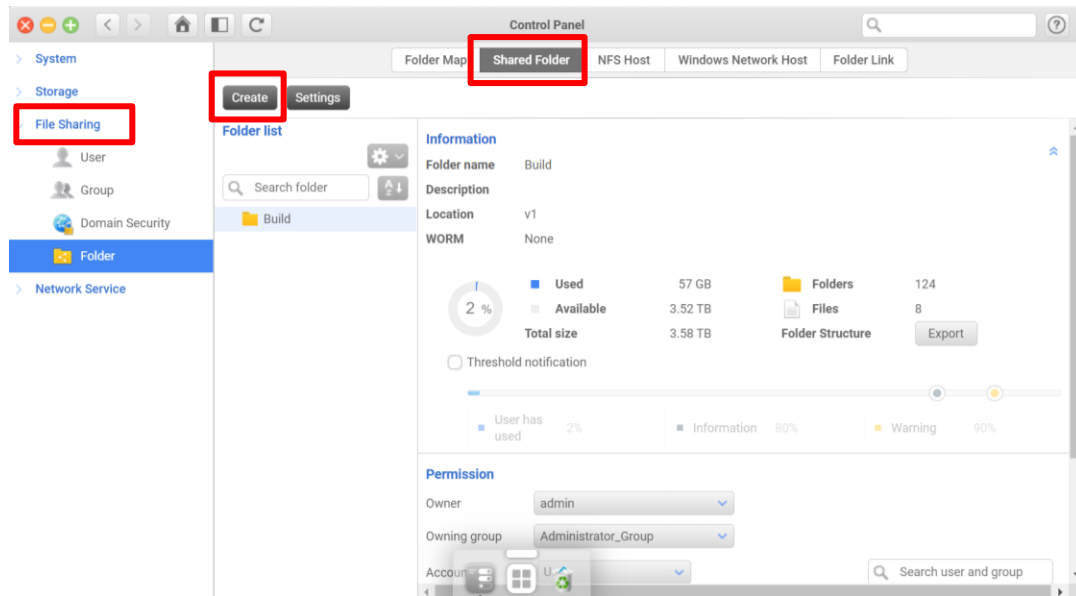 Control Panel
?
System
Storage
File Sharing
User
Group
Domain Security
Folder
Network Service
Folder Map
Shared Folder
NFS Host
Windows Network Host
Folder Link
Create
Settings
Folder list
Search folder
Build
Information
Folder name Build
Description
Location v1
WORM None
2 %
Used 57 GB
Available 3.52 TB
Total size 3.58 TB
Folders 124
Files 8
Folder Structure Export
Threshold notification
User has
used 2%
Information 80%
Warning 90%
Permission
Owner admin
Owning group Administrator_Group
Search user and group